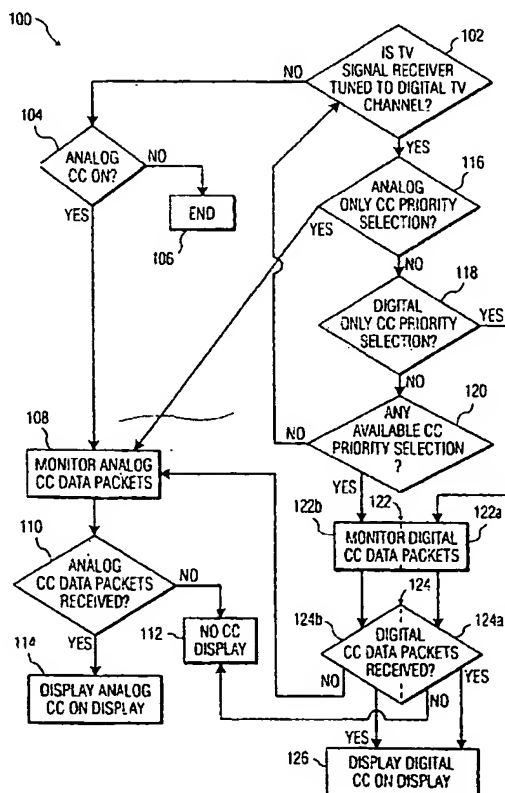 100
102
IS TV
SIGNAL RECEIVER
TUNED TO DIGITAL TV
CHANNEL?
NO
YES
104
ANALOG
CC ON?
NO
YES
END
106
116
ANALOG
ONLY CC PRIORITY
SELECTION?
YES
NO
118
DIGITAL
ONLY CC PRIORITY
SELECTION?
YES
NO
120
ANY
AVAILABLE CC
PRIORITY SELECTION
?
NO
YES
108
MONITOR ANALOG
CC DATA PACKETS
122
122b
122a
MONITOR DIGITAL
CC DATA PACKETS
110
ANALOG
CC DATA PACKETS
RECEIVED?
NO
YES
112
NO CC
DISPLAY
114
DISPLAY ANALOG
CC ON DISPLAY
124
124b
124a
DIGITAL
CC DATA PACKETS
RECEIVED?
NO
YES
NO
YES
126
DISPLAY DIGITAL
CC ON DISPLAY